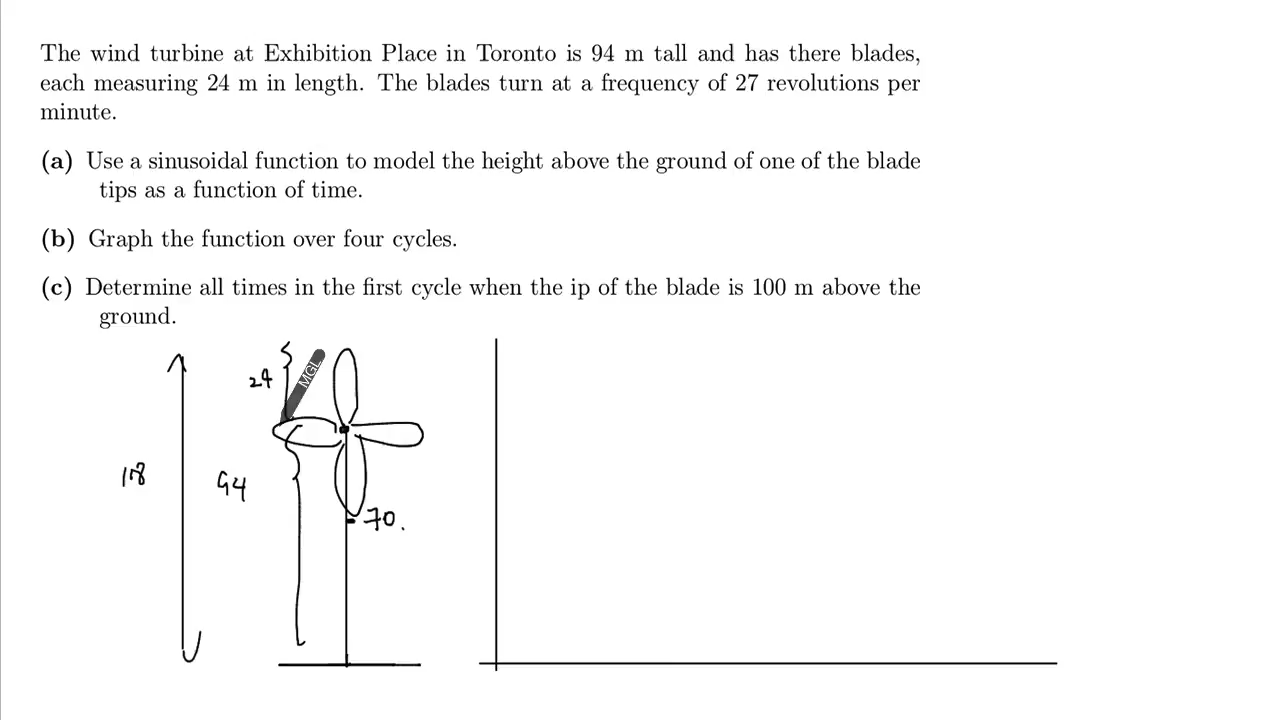 The wind turbine at Exhibition Place in Toronto is 94 m tall and has there blades,
each measuring 24 m in length. The blades turn at a frequency of 27 revolutions per
minute.
(a) Use a sinusoidal function to model the height above the ground of one of the blade
tips as a function of time.
(b) Graph the function over four cycles.
(c) Determine all times in the first cycle when the ip of the blade is 100 m above the
ground.
24
MGL
118
94
70.